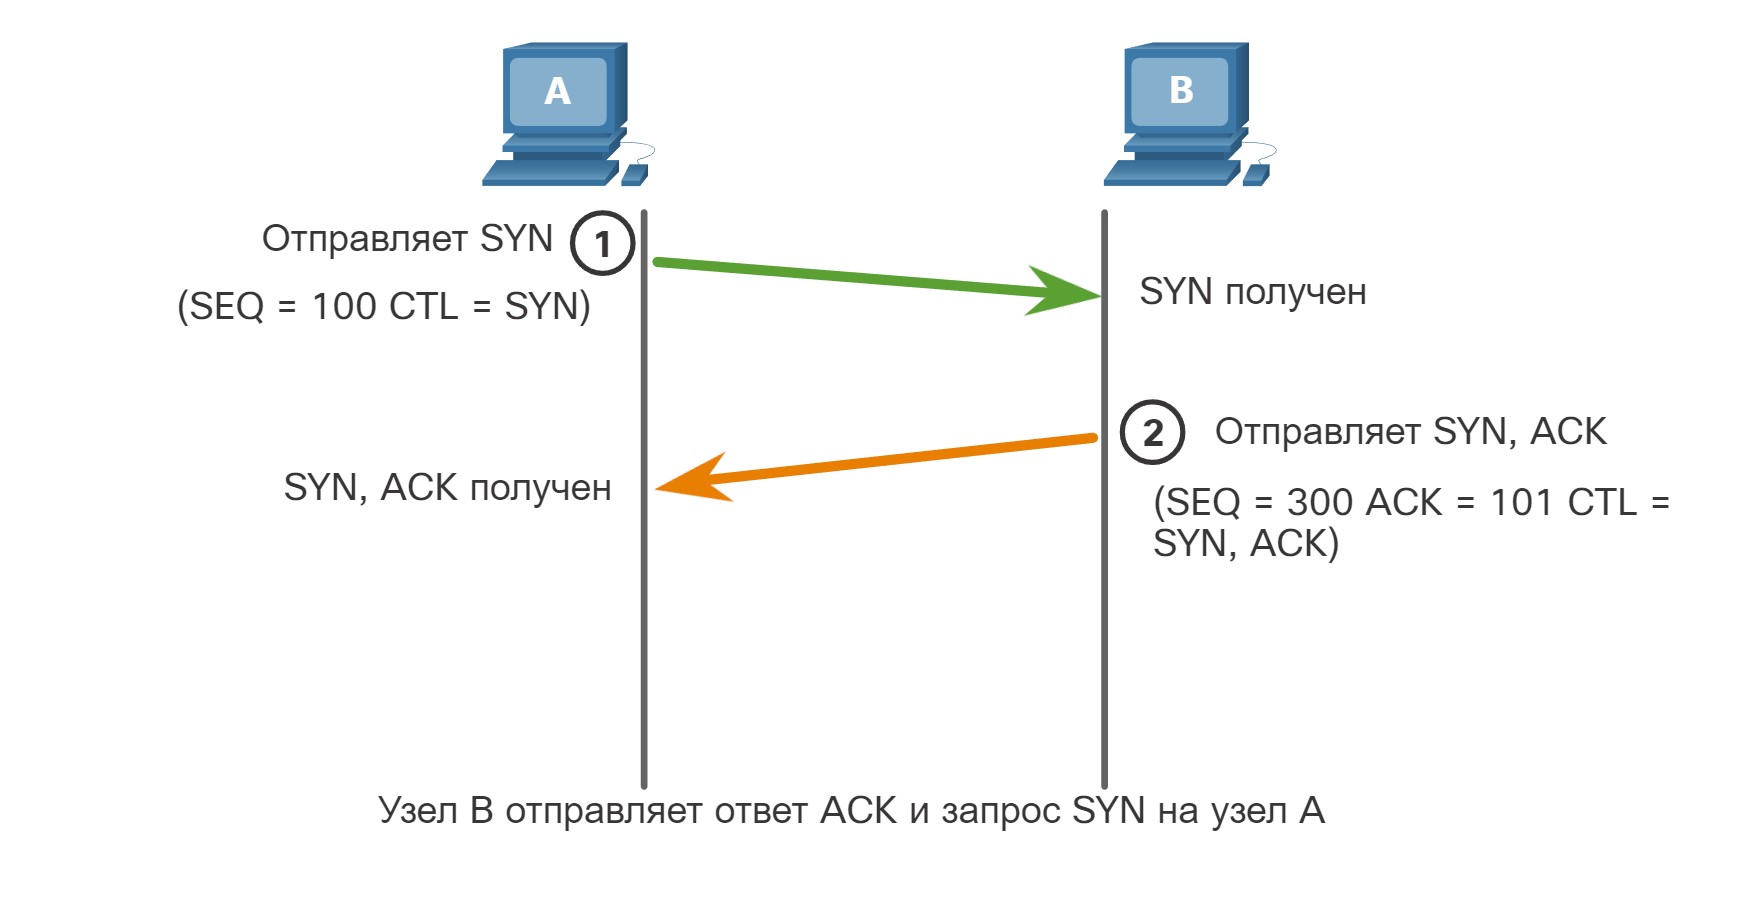 A
B
Отправляет SYN
1
(SEQ = 100 CTL = SYN)
SYN получен
2
Отправляет SYN, ACK
SYN, ACK получен
(SEQ = 300 ACK = 101 CTL =
SYN, ACK)
Узел B отправляет ответ ACK и запрос SYN на узел A